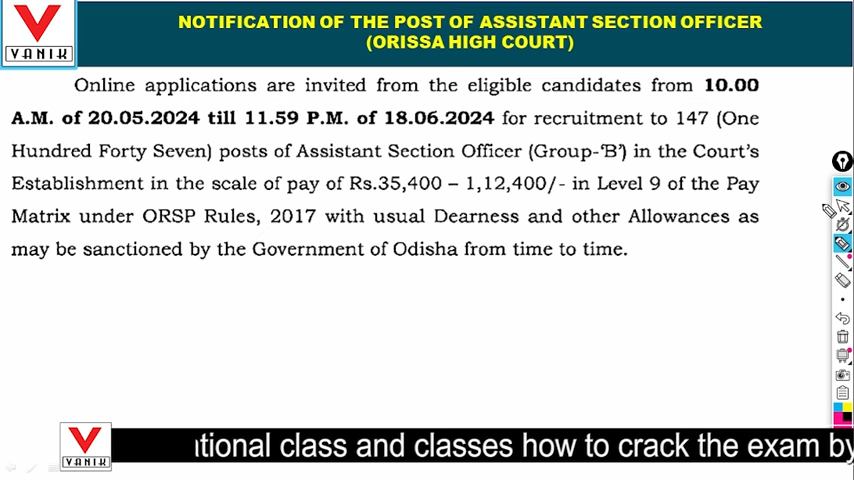 NOTIFICATION OF THE POST OF ASSISTANT SECTION OFFICER
(ORISSA HIGH COURT)
VANIK
Online applications are invited from the eligible candidates from 10.00
A.M. of 20.05.2024 till 11.59 P.M. of 18.06.2024 for recruitment to 147 (One
Hundred Forty Seven) posts of Assistant Section Officer (Group-'B') in the Court's
Establishment in the scale of pay of Rs.35,400 – 1,12,400/- in Level 9 of the Pay
Matrix under ORSP Rules, 2017 with usual Dearness and other Allowances as
may be sanctioned by the Government of Odisha from time to time.
VANIK
ational class and classes how to crack the exam by